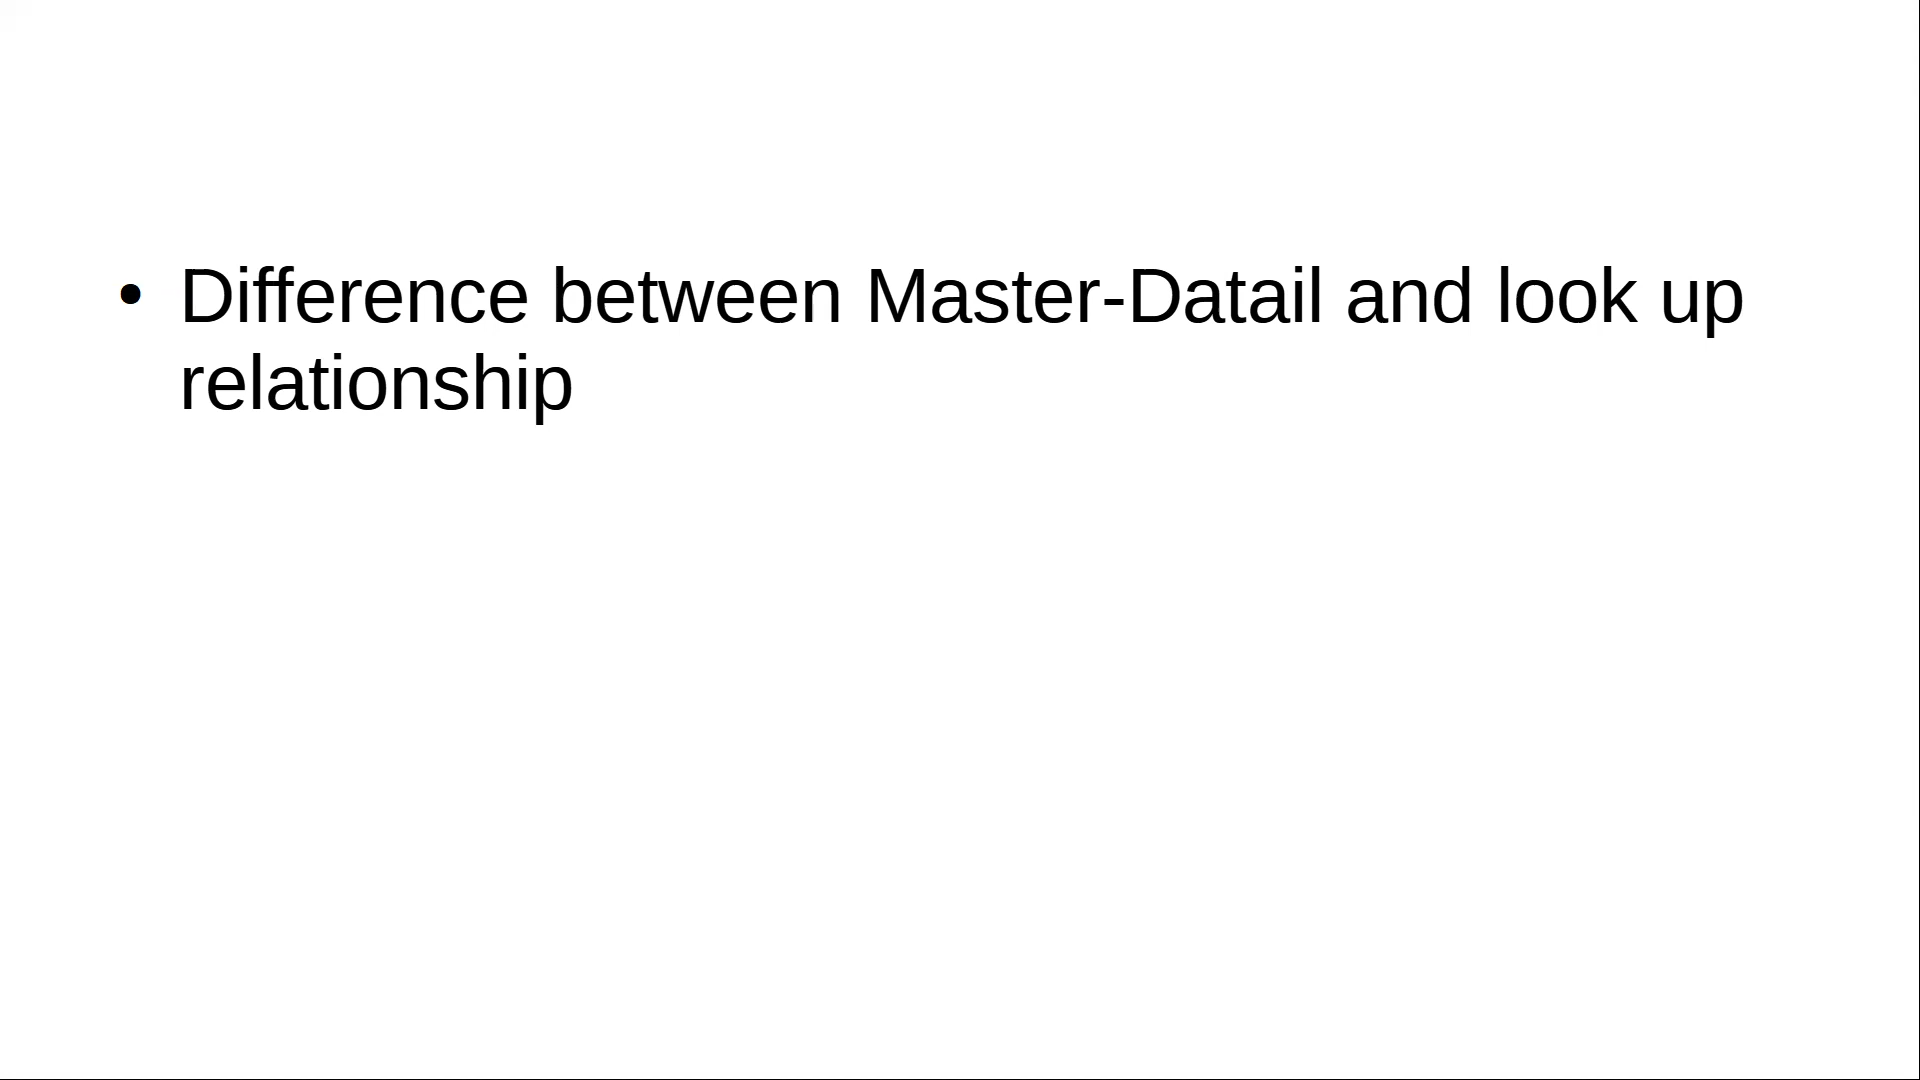 • Difference between Master-Datail and look up
relationship